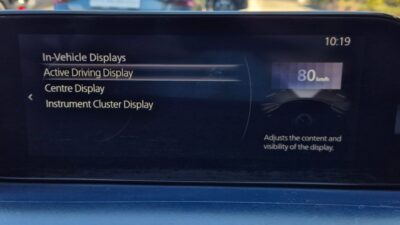 10:19
In-Vehicle Displays
Active Driving Display
Centre Display
Instrument Cluster Display
80 km/h
Adjusts the content and
visibility of the display.